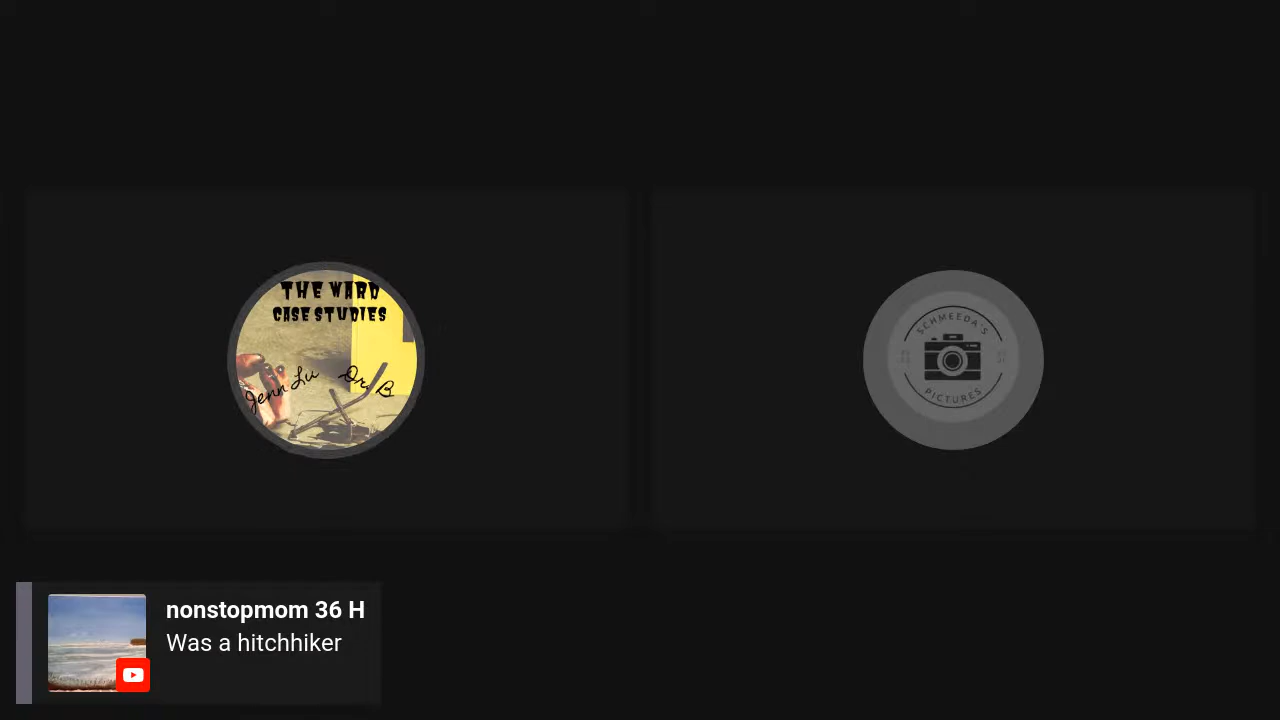 THE WARD
CASE STUDIES
Jenn Lu Dr B
SCHMEEDA'S
PICTURES
nonstopmom 36 H
Was a hitchhiker